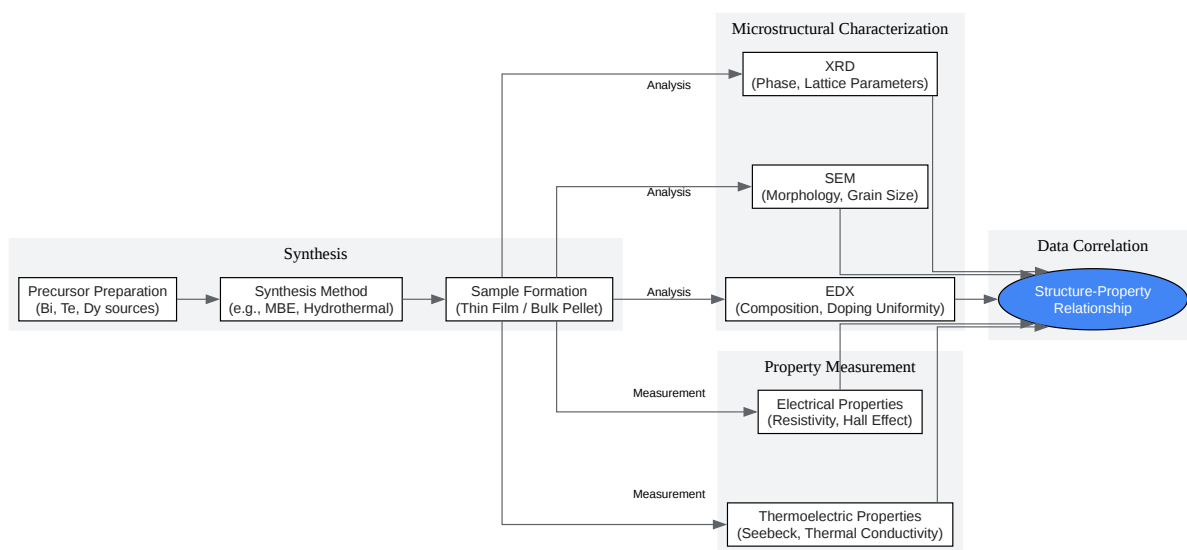 Microstructural Characterization
XRD
(Phase, Lattice Parameters)
Analysis
SEM
(Morphology, Grain Size)
Analysis
Synthesis
Precursor Preparation
(Bi, Te, Dy sources)
Synthesis Method
(e.g., MBE, Hydrothermal)
Sample Formation
(Thin Film / Bulk Pellet)
Analysis
EDX
(Composition, Doping Uniformity)
Data Correlation
Structure-Property
Relationship
Property Measurement
Measurement
Electrical Properties
(Resistivity, Hall Effect)
Measurement
Thermoelectric Properties
(Seebeck, Thermal Conductivity)